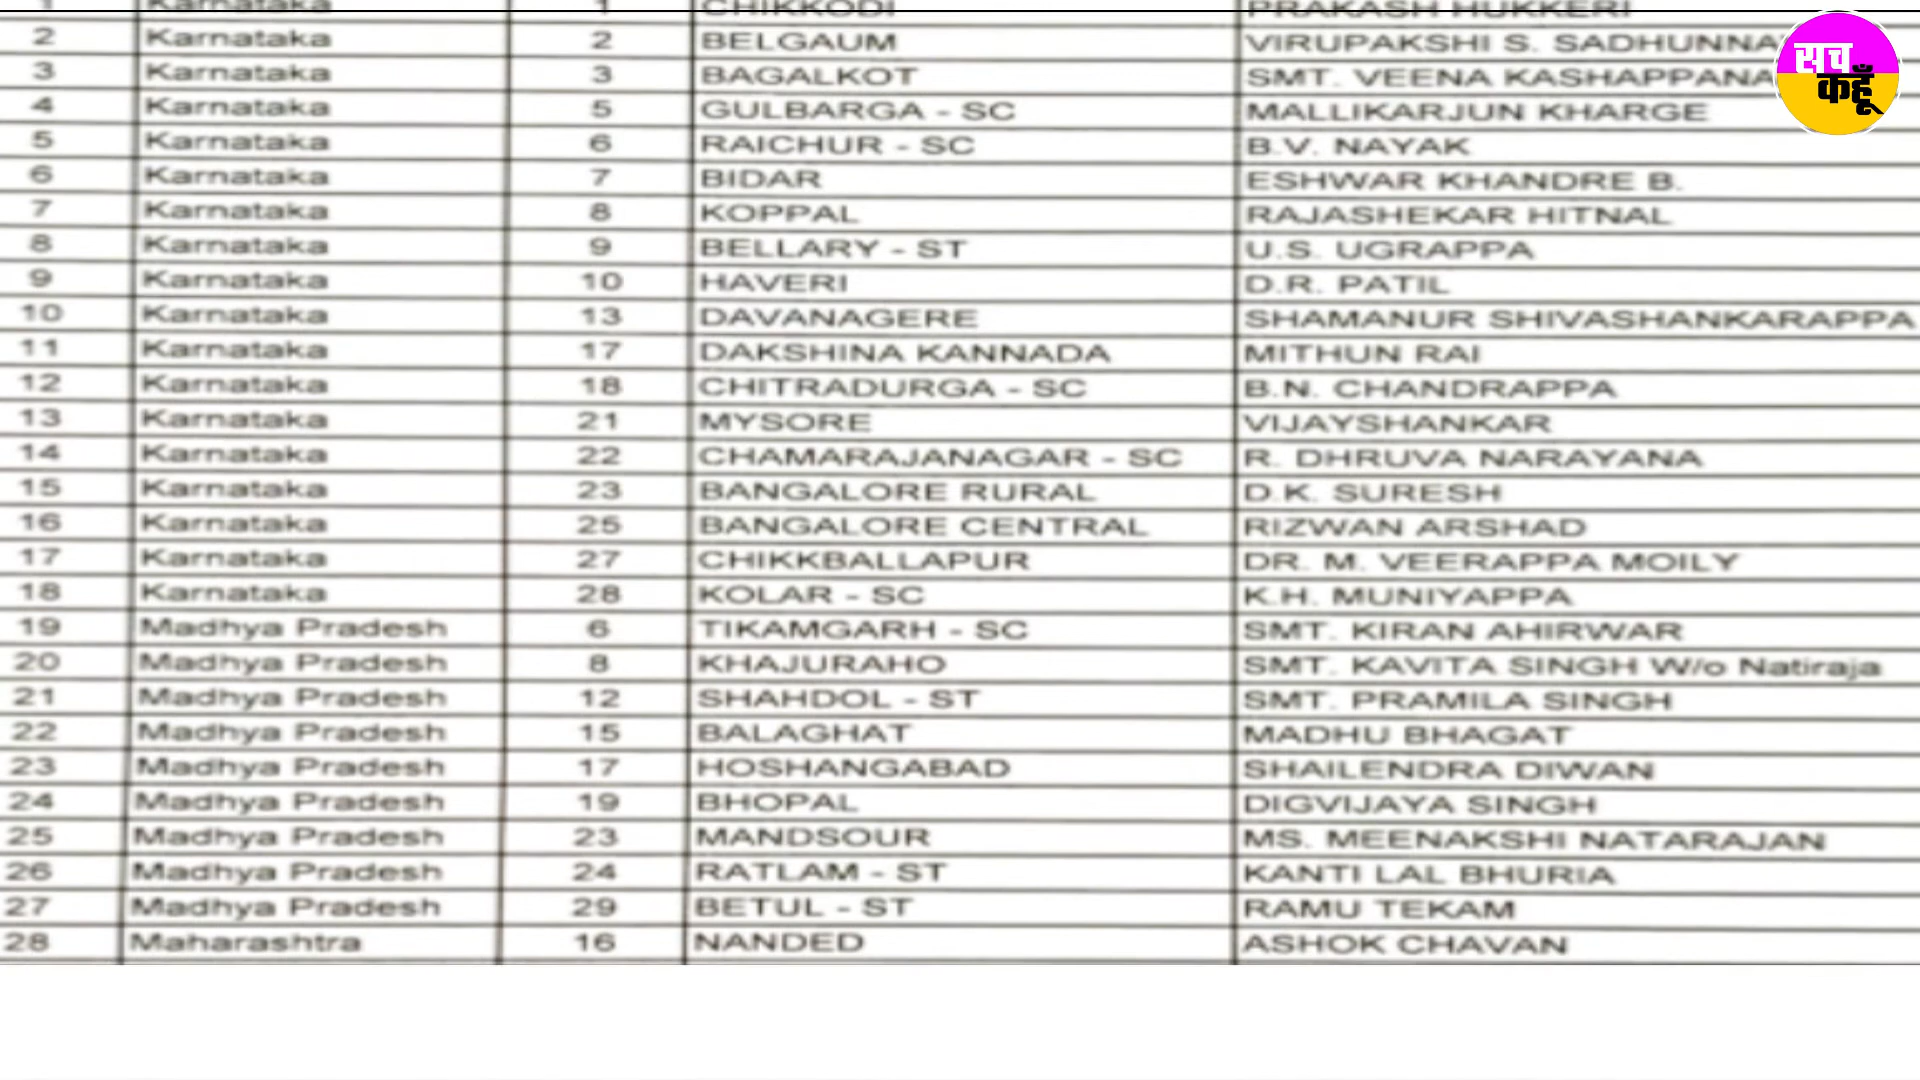 1 Karnataka 1 CHIKKODI PRAKASH HUKKERI
2 Karnataka 2 BELGAUM VIRUPAKSHI S. SADHUNNA
3 Karnataka 3 BAGALKOT SMT. VEENA KASHAPPANA
4 Karnataka 5 GULBARGA - SC MALLIKARJUN KHARGE
5 Karnataka 6 RAICHUR - SC B.V. NAYAK
6 Karnataka 7 BIDAR ESHWAR KHANDRE B.
7 Karnataka 8 KOPPAL RAJASHEKAR HITNAL
8 Karnataka 9 BELLARY - ST U.S. UGRAPPA
9 Karnataka 10 HAVERI D.R. PATIL
10 Karnataka 13 DAVANAGERE SHAMANUR SHIVASHANKARAPPA
11 Karnataka 17 DAKSHINA KANNADA MITHUN RAI
12 Karnataka 18 CHITRADURGA - SC B.N. CHANDRAPPA
13 Karnataka 21 MYSORE VIJAYSHANKAR
14 Karnataka 22 CHAMARAJANAGAR - SC R. DHRUVA NARAYANA
15 Karnataka 23 BANGALORE RURAL D.K. SURESH
16 Karnataka 25 BANGALORE CENTRAL RIZWAN ARSHAD
17 Karnataka 27 CHIKKBALLAPUR DR. M. VEERAPPA MOILY
18 Karnataka 28 KOLAR - SC K.H. MUNIYAPPA
19 Madhya Pradesh 6 TIKAMGARH - SC SMT. KIRAN AHIRWAR
20 Madhya Pradesh 8 KHAJURAHO SMT. KAVITA SINGH W/o Natiraja
21 Madhya Pradesh 12 SHAHDOL - ST SMT. PRAMILA SINGH
22 Madhya Pradesh 15 BALAGHAT MADHU BHAGAT
23 Madhya Pradesh 17 HOSHANGABAD SHAILENDRA DIWAN
24 Madhya Pradesh 19 BHOPAL DIGVIJAYA SINGH
25 Madhya Pradesh 23 MANDSOUR MS. MEENAKSHI NATARAJAN
26 Madhya Pradesh 24 RATLAM - ST KANTI LAL BHURIA
27 Madhya Pradesh 29 BETUL - ST RAMU TEKAM
28 Maharashtra 16 NANDED ASHOK CHAVAN
सच
कहूँ